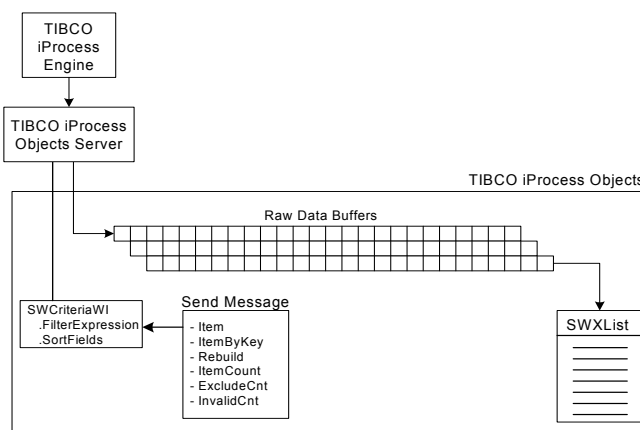 TIBCO
iProcess
Engine
TIBCO iProcess
Objects Server
TIBCO iProcess Objects
Raw Data Buffers
SWCriteriaWI
.FilterExpression
.SortFields
Send Message
- Item
- ItemByKey
- Rebuild
- ItemCount
- ExcludeCnt
- InvalidCnt
SWXList